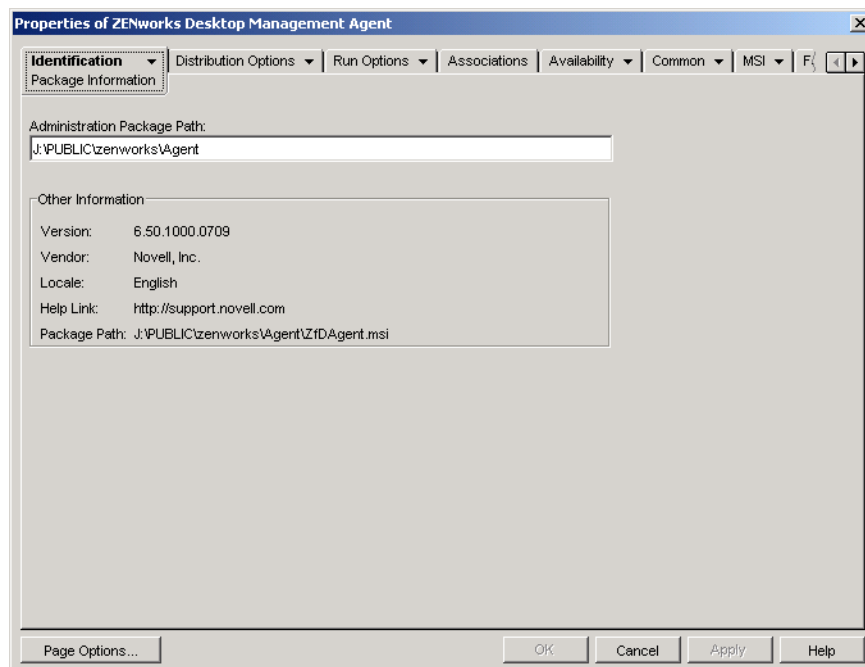 Properties of ZENworks Desktop Management Agent
Identification Distribution Options Run Options Associations Availability Common MSI
Package Information
Administration Package Path:
J:\PUBLIC\zenworks\Agent
Other Information
Version: 6.50.1000.0709
Vendor: Novell, Inc.
Locale: English
Help Link: http://support.novell.com
Package Path: J:\PUBLIC\zenworks\Agent\ZfDAgent.msi
Page Options... OK Cancel Apply Help